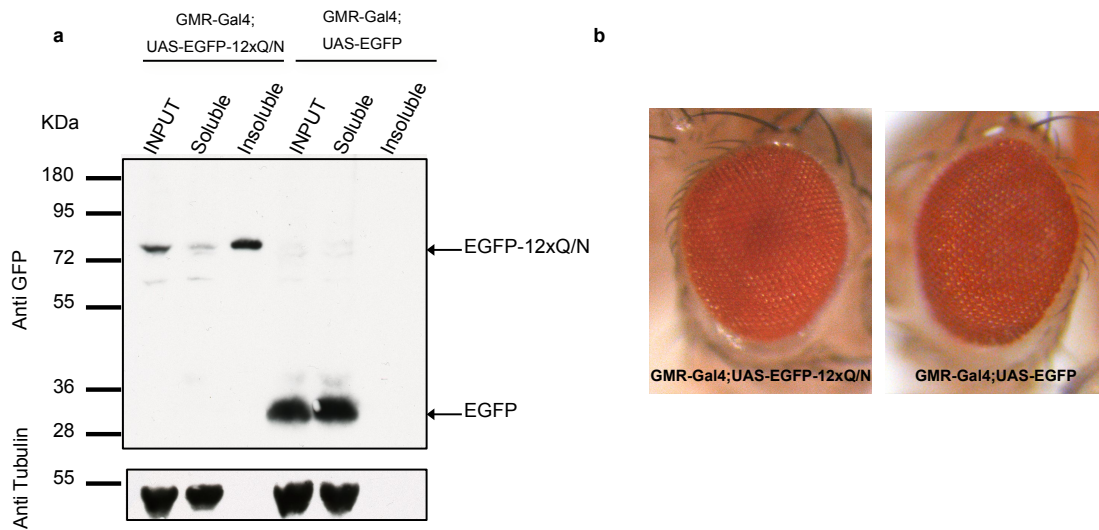 a
GMR-Gal4;
UAS-EGFP-12xQ/N
GMR-Gal4;
UAS-EGFP
KDa
INPUT
Soluble
Insoluble
INPUT
Soluble
Insoluble
180
95
72
55
36
28
Anti GFP
EGFP-12xQ/N
EGFP
55
Anti Tubulin
b
GMR-Gal4;UAS-EGFP-12xQ/N
GMR-Gal4;UAS-EGFP